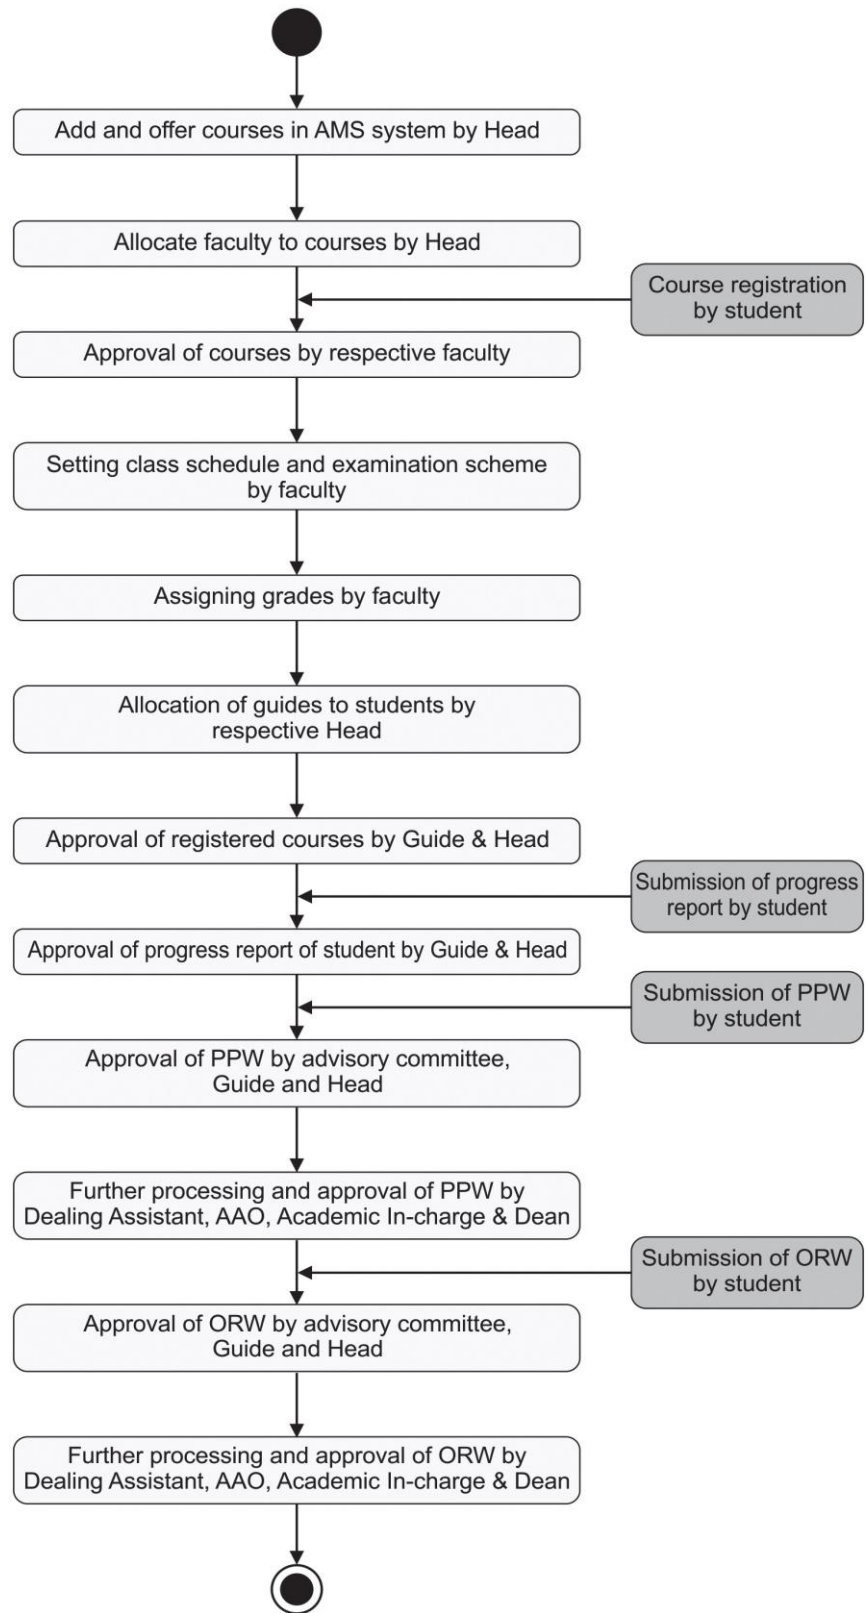 Add and offer courses in AMS system by Head
Allocate faculty to courses by Head
Course registration
by student
Approval of courses by respective faculty
Setting class schedule and examination scheme
by faculty
Assigning grades by faculty
Allocation of guides to students by
respective Head
Approval of registered courses by Guide & Head
Submission of progress
report by student
Approval of progress report of student by Guide & Head
Submission of PPW
by student
Approval of PPW by advisory committee,
Guide and Head
Further processing and approval of PPW by
Dealing Assistant, AAO, Academic In-charge & Dean
Submission of ORW
by student
Approval of ORW by advisory committee,
Guide and Head
Further processing and approval of ORW by
Dealing Assistant, AAO, Academic In-charge & Dean